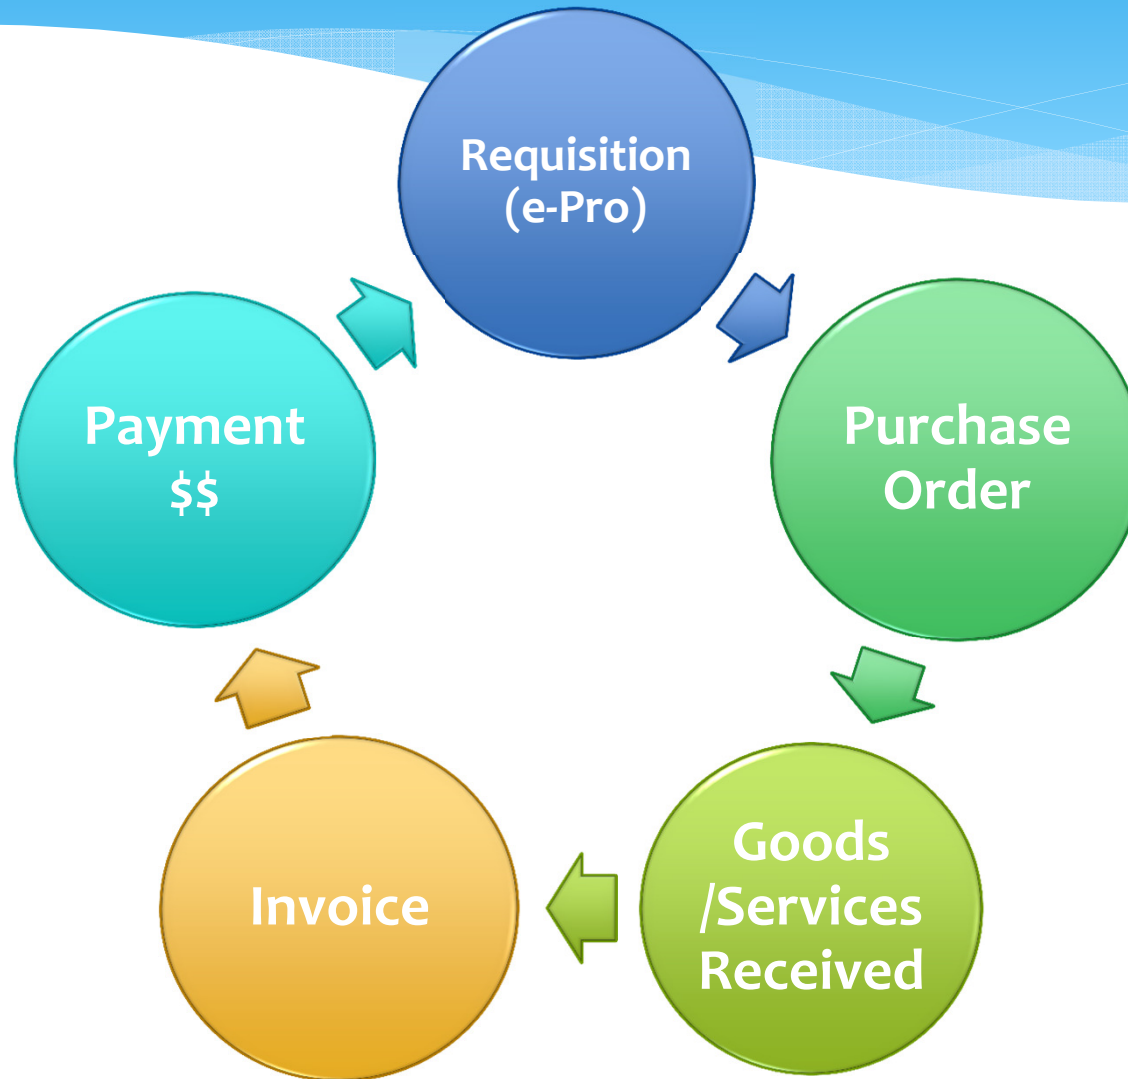 Requisition
(e-Pro)
Purchase
Order
Goods
/Services
Received
Invoice
Payment
$$